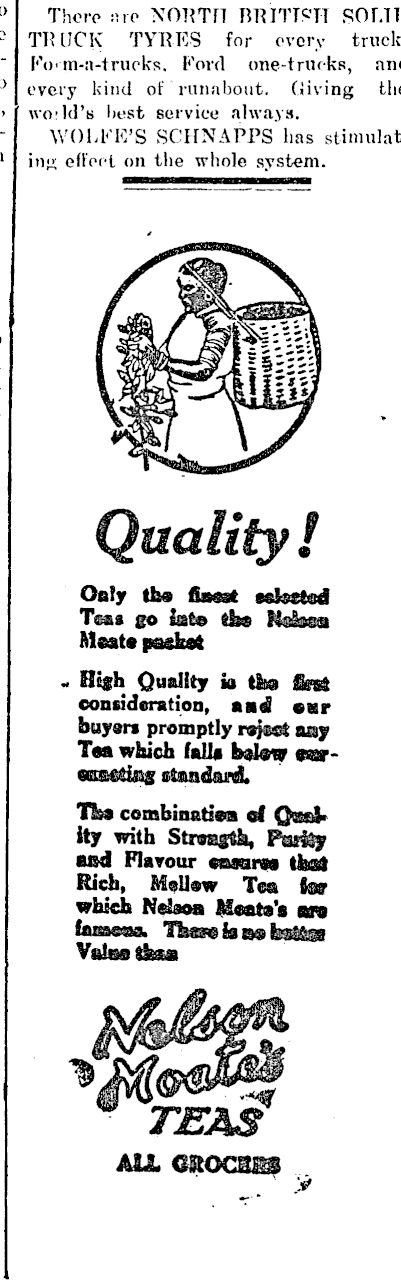 There are NORTH BRITISH SOLID
TRUCK TYRES for every truck
Form-a-trucks, Ford one-trucks, and
every kind of runabout. Giving the
world's best service always.
WOLFE'S SCHNAPPS has stimulat
ing effect on the whole system.
Quality!
Only the finest selected
Teas go into the Nelson
Moate packet
High Quality is the first
consideration, and our
buyers promptly reject any
Tea which falls below our
exacting standard.
The combination of Qual-
ity with Strength, Purity
and Flavour ensures that
Rich, Mellow Tea for
which Nelson Moate's are
famous. There is no better
Value than
Nelson
Moate's
TEAS
ALL GROCERS